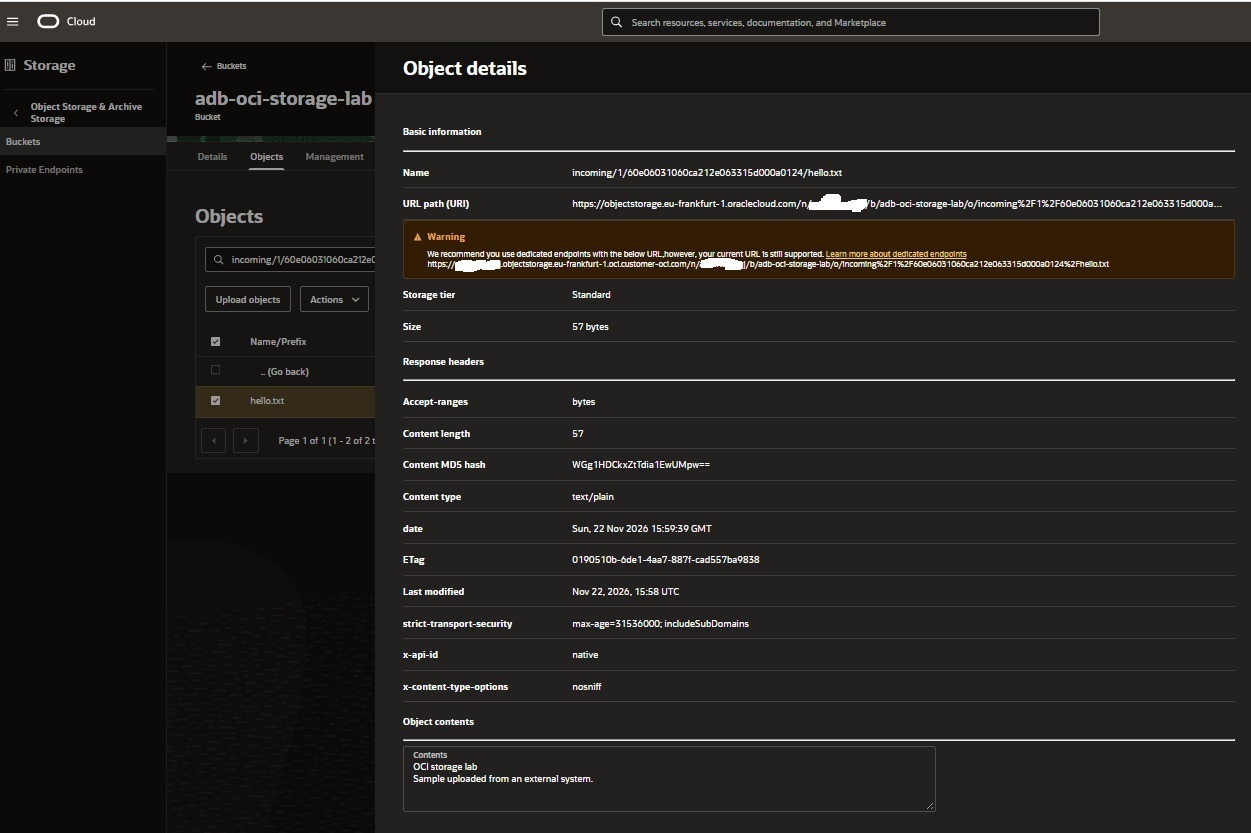 Cloud
Search resources, services, documentation, and Marketplace
Storage
Object Storage & Archive
Storage
Buckets
Private Endpoints
Buckets
adb-oci-storage-lab
Bucket
Details Objects Management
Objects
incoming/1/60e06031060ca212e0
Upload objects Actions
Name/Prefix
.. (Go back)
hello.txt
Page 1 of 1 (1 - 2 of 2 t
Object details
Basic information
Name incoming/1/60e06031060ca212e063315d000a0124/hello.txt
URL path (URI) https://objectstorage.eu-frankfurt-1.oraclecloud.com/n/ /b/adb-oci-storage-lab/o/incoming%2F1%2F60e06031060ca212e063315d000a...
Warning
We recommend you use dedicated endpoints with the below URL,however, your current URL is still supported. Learn more about dedicated endpoints
https:// .objectstorage.eu-frankfurt-1.oci.customer-oci.com/n/ /b/adb-oci-storage-lab/o/incoming%2F1%2F60e06031060ca212e063315d000a0124%2Fhello.txt
Storage tier Standard
Size 57 bytes
Response headers
Accept-ranges bytes
Content length 57
Content MD5 hash WGg1HDCkxZtTdia1EwUMpw==
Content type text/plain
date Sun, 22 Nov 2026 15:59:39 GMT
ETag 0190510b-6de1-4aa7-887f-cad557ba9838
Last modified Nov 22, 2026, 15:58 UTC
strict-transport-security max-age=31536000; includeSubDomains
x-api-id native
x-content-type-options nosniff
Object contents
Contents
OCI storage lab
Sample uploaded from an external system.